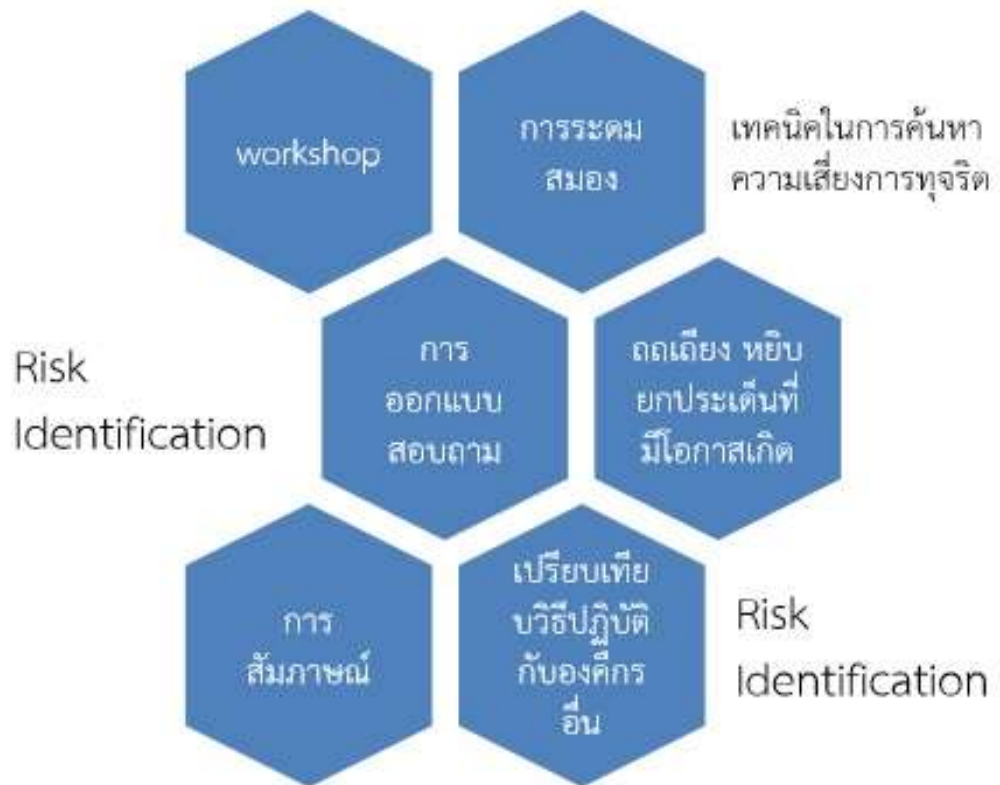 workshop
การระดม
สมอง
เทคนิคในการค้นหา
ความเสี่ยงการทุจริต
Risk
Identification
การ
ออกแบบ
สอบถาม
ถถเถียง หยิบ
ยกประเด็นที่
มีโอกาสเกิด
การ
สัมภาษณ์
เปรียบเทีย
บวิธีปฏิบัติ
กับองค์กร
อื่น
Risk
Identification